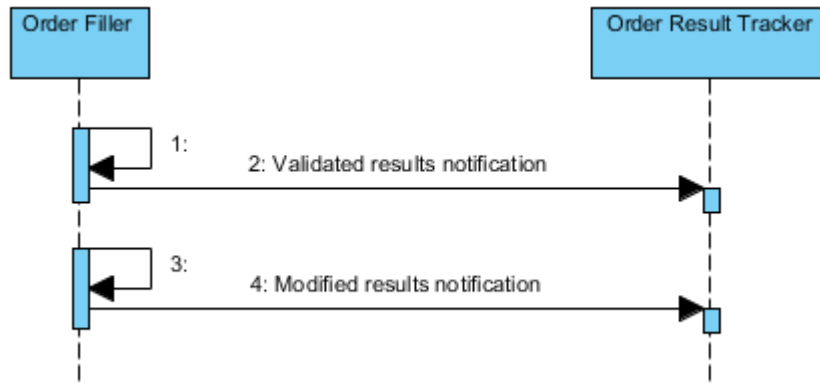 Order Filler
Order Result Tracker
1:
2: Validated results notification
3:
4: Modified results notification